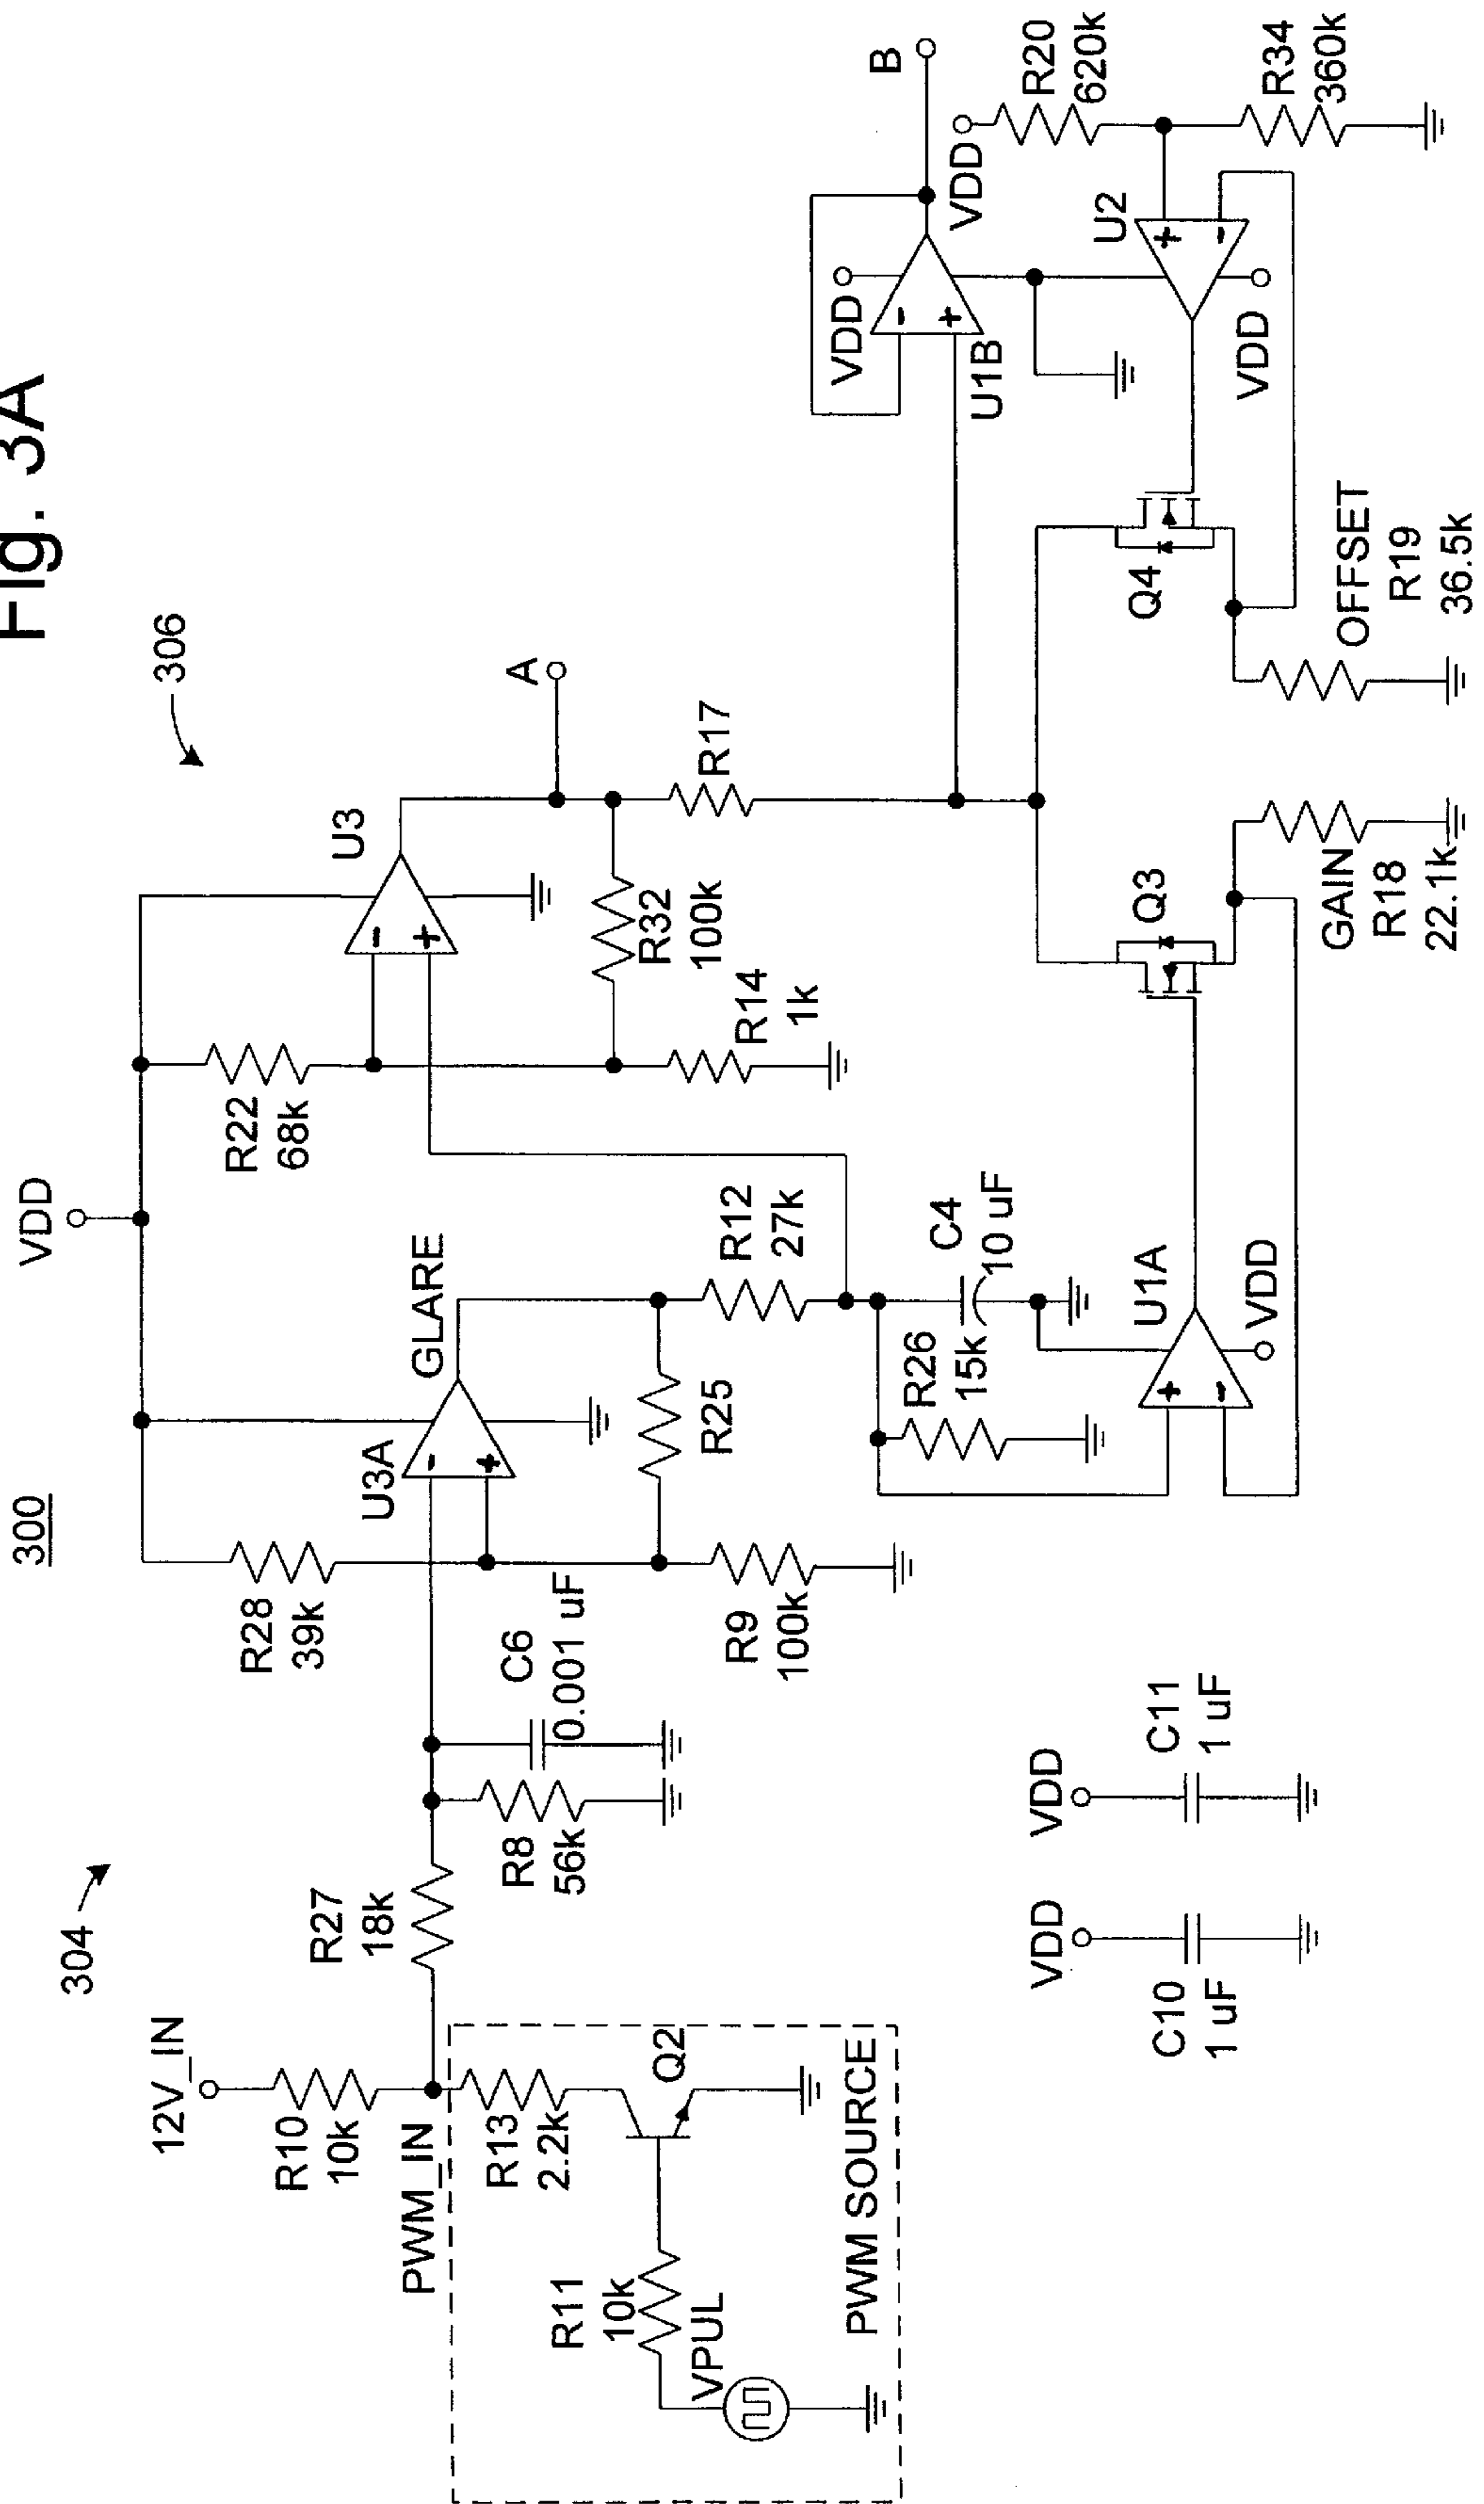 Fig. 3A
300
304
306
VDD
12V_IN
R10
10k
PWM_IN
R13
2.2k
Q2
R11
10k
VPUL
PWM SOURCE
R27
18k
R8
56k
C6
0.001 uF
R28
39k
U3A
-
+
GLARE
R9
100k
R25
R12
27k
R22
68k
U3
-
+
R32
100k
R14
1k
A
R17
R26
15k
C4
10 uF
U1A
+
-
VDD
Q3
GAIN
R18
22.1k
Q4
OFFSET
R19
36.5k
VDD
-
+
U1B
B
VDD
R20
620k
U2
+
-
VDD
R34
360k
VDD
C10
1 uF
VDD
C11
1 uF